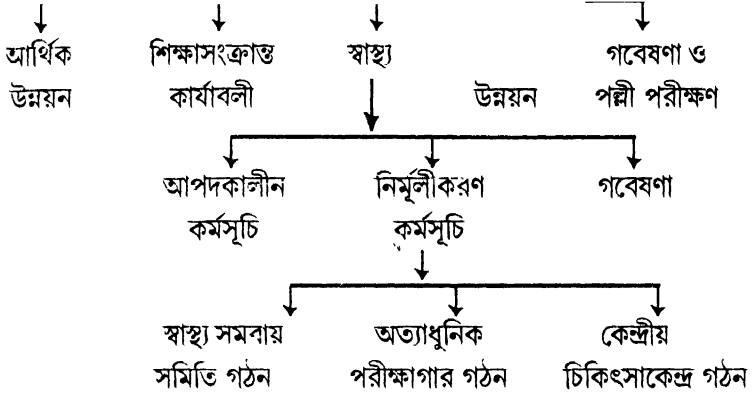 আর্থিক শিক্ষাসংক্রান্ত স্বাস্থ্য গবেষণা ও
উন্নয়ন কার্যাবলী উন্নয়ন পল্লী পরীক্ষণ
আপদকালীন নির্মূলীকরণ গবেষণা
কর্মসূচি কর্মসূচি
স্বাস্থ্য সমবায় অত্যাধুনিক কেন্দ্রীয়
সমিতি গঠন পরীক্ষাগার গঠন চিকিৎসাকেন্দ্র গঠন